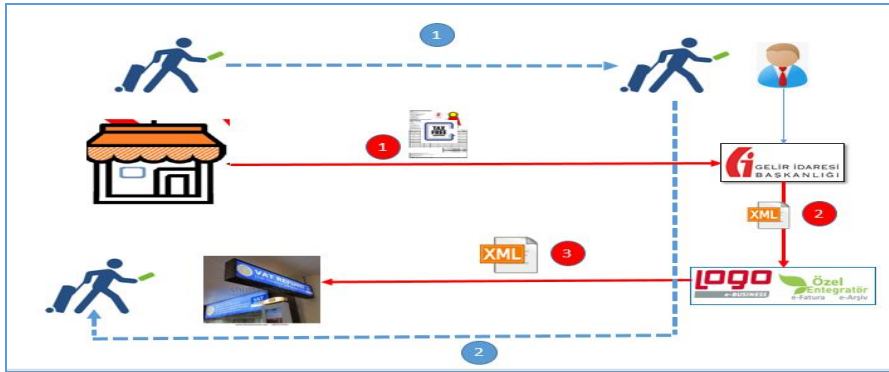 1
TAX
FREE
1
GELİR İDARESİ
BAŞKANLIĞI
XML
2
XML
3
VAT REFUND
LOGO
e-BUSINESS
Özel
Entegratör
e-Fatura e-Arşiv
2